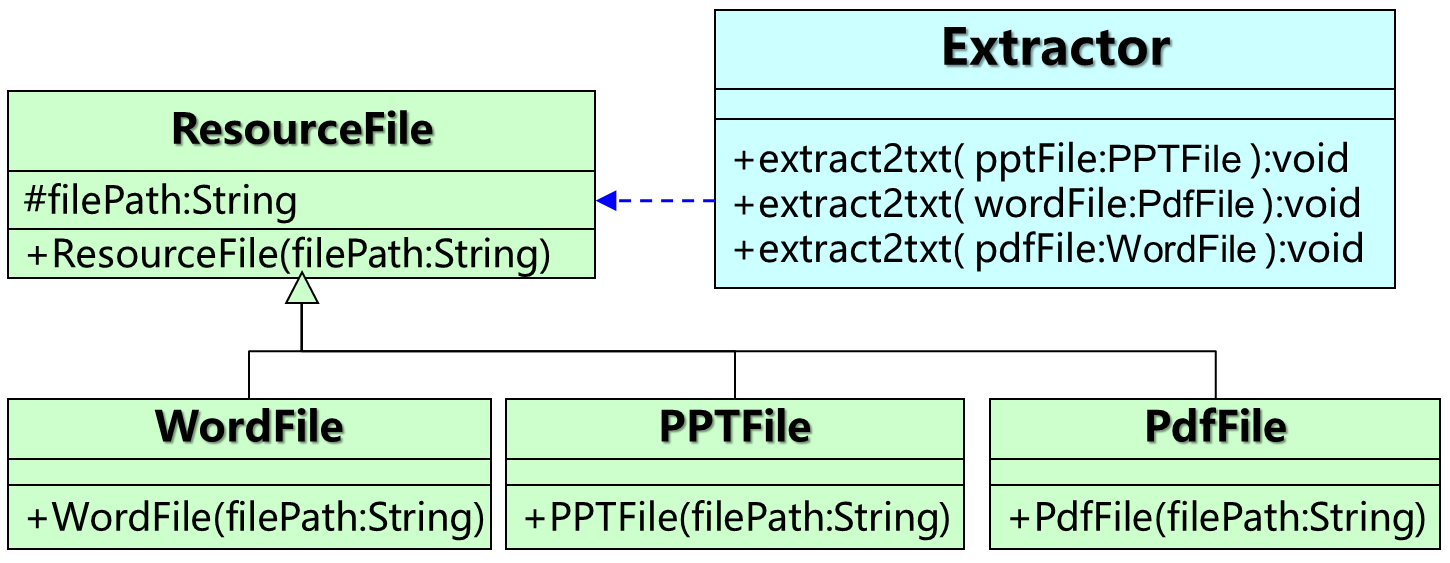 Extractor
+extract2txt( pptFile:PPTFile ):void
+extract2txt( wordFile:PdfFile ):void
+extract2txt( pdfFile:WordFile ):void
ResourceFile
#filePath:String
+ResourceFile(filePath:String)
WordFile
+WordFile(filePath:String)
PPTFile
+PPTFile(filePath:String)
PdfFile
+PdfFile(filePath:String)